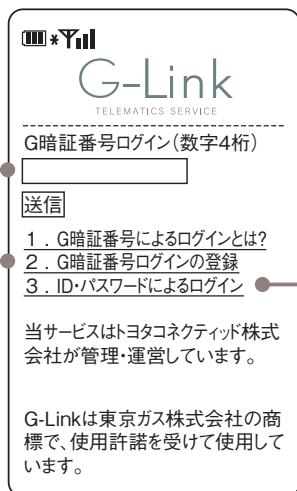 G-Link
TELEMATICS SERVICE
G暗証番号ログイン(数字4桁)
送信
1．G暗証番号によるログインとは?
2．G暗証番号ログインの登録
3．ID・パスワードによるログイン
当サービスはトヨタコネクティッド株式
会社が管理・運営しています。
G-Linkは東京ガス株式会社の商
標で、使用許諾を受けて使用して
います。